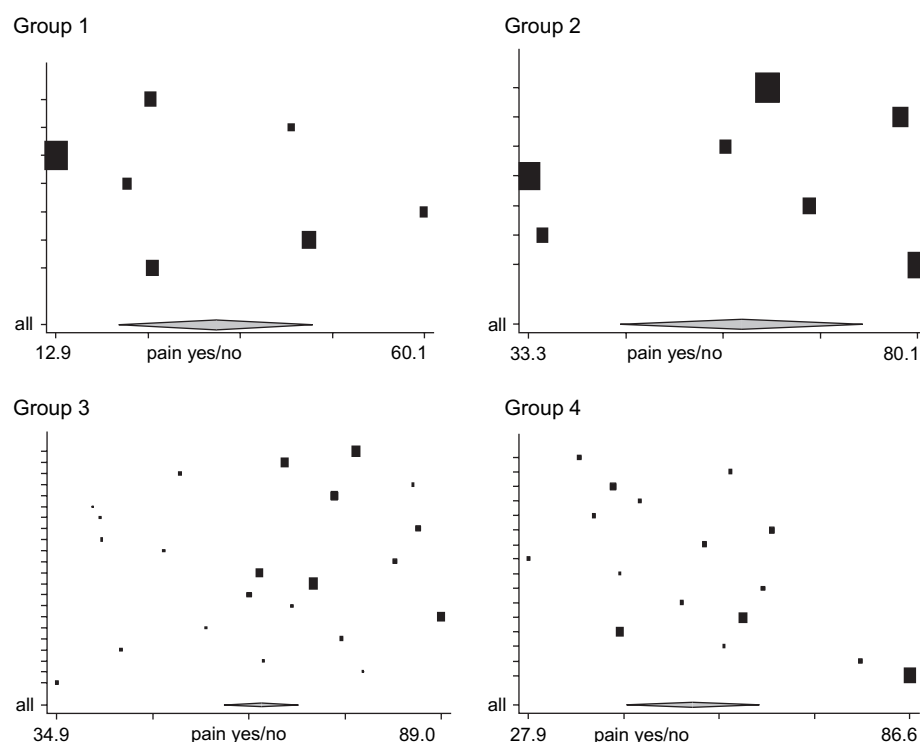 Group 1
all
12.9 pain yes/no 60.1
Group 2
all
33.3 pain yes/no 80.1
Group 3
all
34.9 pain yes/no 89.0
Group 4
all
27.9 pain yes/no 86.6